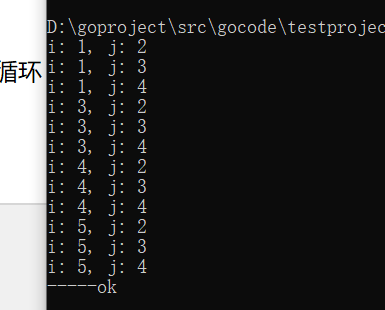 循环
D:\goproject\src\gocode\testprojec
i: 1, j: 2
i: 1, j: 3
i: 1, j: 4
i: 3, j: 2
i: 3, j: 3
i: 3, j: 4
i: 4, j: 2
i: 4, j: 3
i: 4, j: 4
i: 5, j: 2
i: 5, j: 3
i: 5, j: 4
-----ok